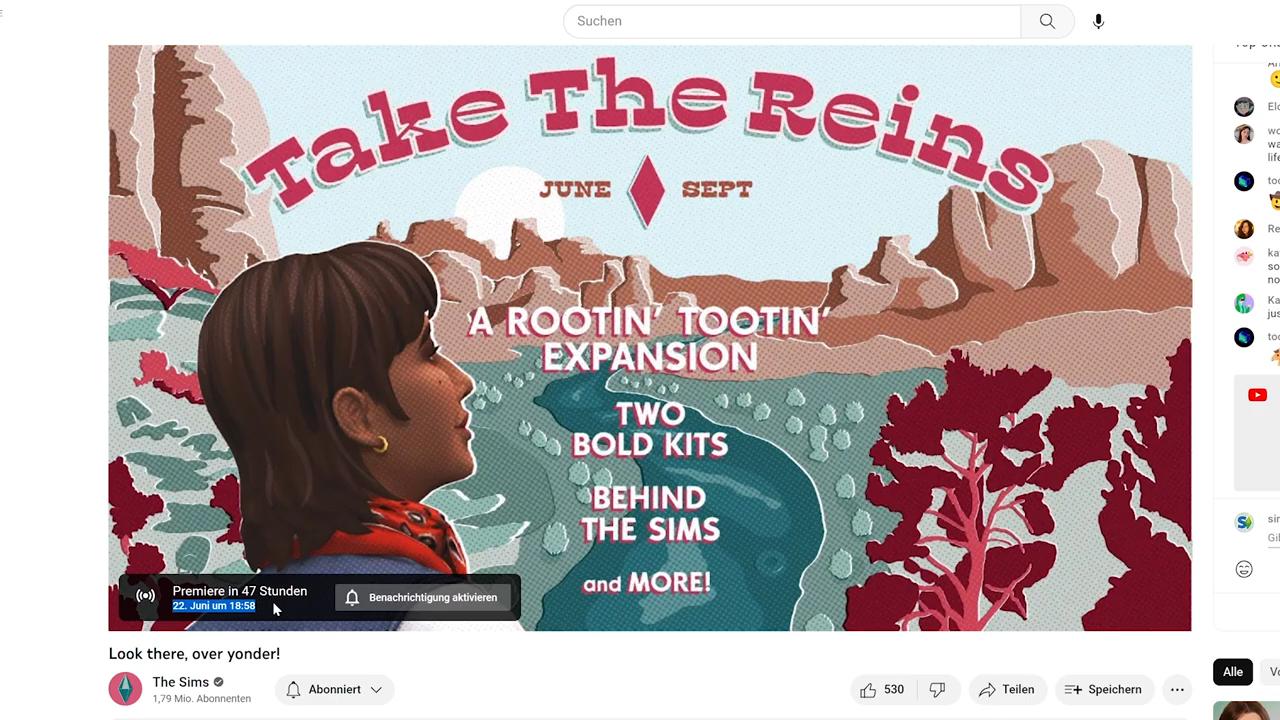 Suchen
Take The Reins
JUNE SEPT
A ROOTIN' TOOTIN'
EXPANSION
TWO
BOLD KITS
BEHIND
THE SIMS
and MORE!
Premiere in 47 Stunden
22. Juni um 18:58
Benachrichtigung aktivieren
Look there, over yonder!
The Sims
1,79 Mio. Abonnenten
Abonniert
530
Teilen
Speichern
Alle